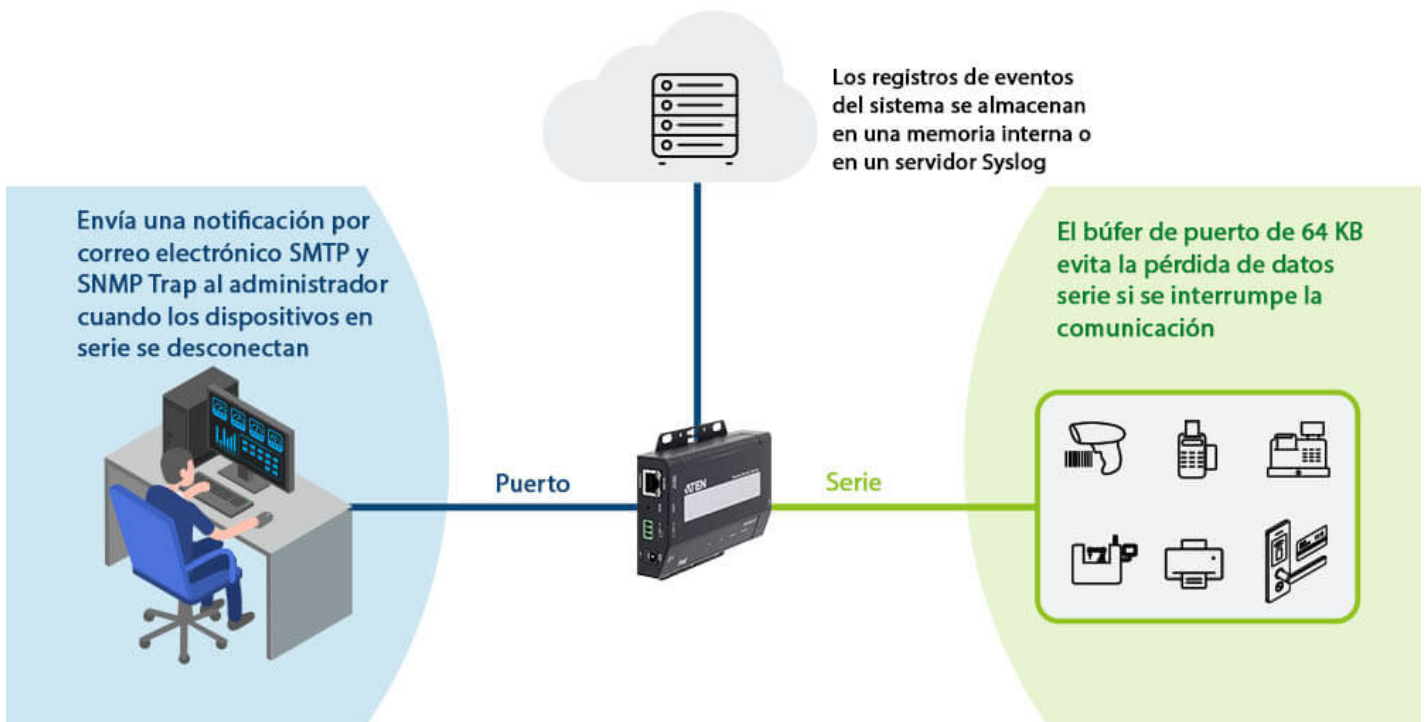 Los registros de eventos
del sistema se almacenan
en una memoria interna o
en un servidor Syslog
Envía una notificación por
correo electrónico SMTP y
SNMP Trap al administrador
cuando los dispositivos en
serie se desconectan
El búfer de puerto de 64 KB
evita la pérdida de datos
serie si se interrumpe la
comunicación
Puerto
ATEN
Serie